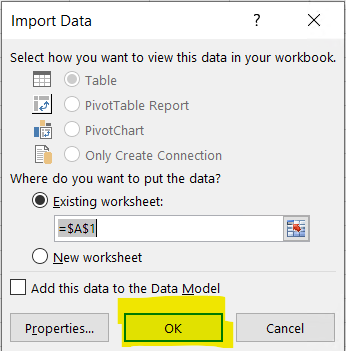 Import Data
?
×
Select how you want to view this data in your workbook.
Table
PivotTable Report
PivotChart
Only Create Connection
Where do you want to put the data?
Existing worksheet:
=$A$1
New worksheet
Add this data to the Data Model
Properties... OK Cancel